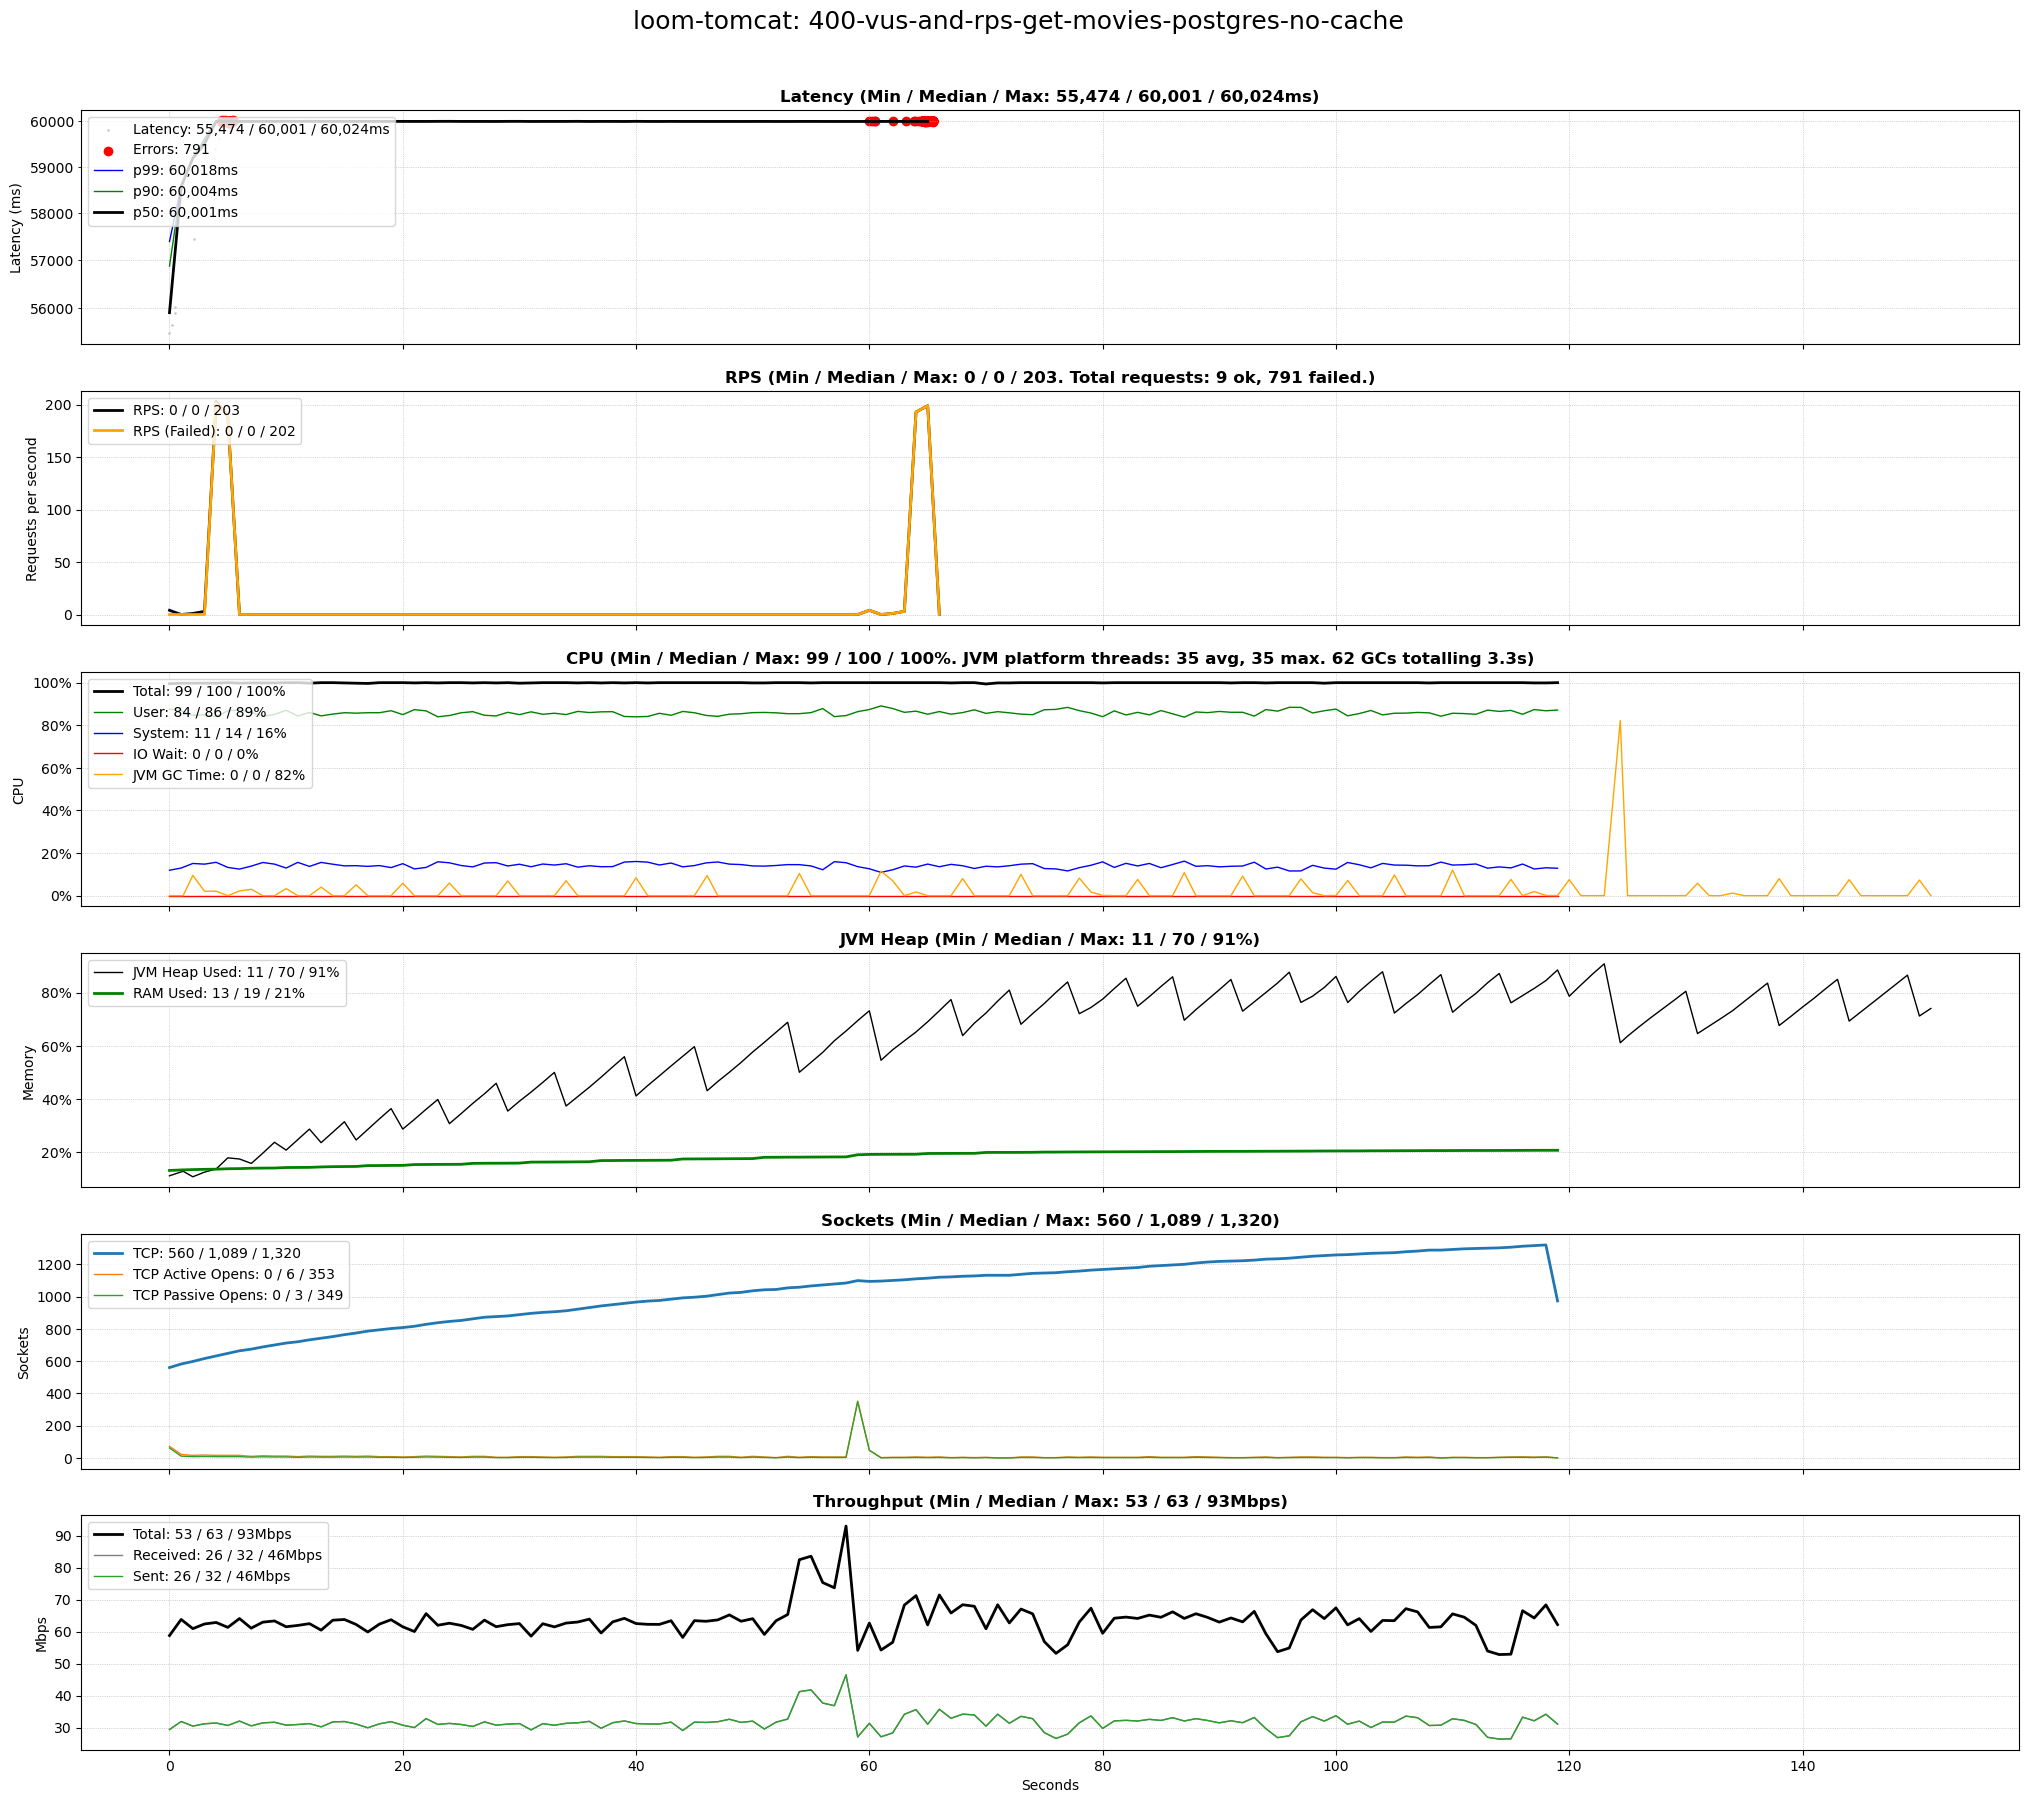 loom-tomcat: 400-vus-and-rps-get-movies-postgres-no-cache
Latency (Min / Median / Max: 55,474 / 60,001 / 60,024ms)
Latency (ms)
60000
59000
58000
57000
56000
Latency: 55,474 / 60,001 / 60,024ms
Errors: 791
p99: 60,018ms
p90: 60,004ms
p50: 60,001ms
RPS (Min / Median / Max: 0 / 0 / 203. Total requests: 9 ok, 791 failed.)
Requests per second
200
150
100
50
0
RPS: 0 / 0 / 203
RPS (Failed): 0 / 0 / 202
CPU (Min / Median / Max: 99 / 100 / 100%. JVM platform threads: 35 avg, 35 max. 62 GCs totalling 3.3s)
CPU
100%
80%
60%
40%
20%
0%
Total: 99 / 100 / 100%
User: 84 / 86 / 89%
System: 11 / 14 / 16%
IO Wait: 0 / 0 / 0%
JVM GC Time: 0 / 0 / 82%
JVM Heap (Min / Median / Max: 11 / 70 / 91%)
Memory
80%
60%
40%
20%
JVM Heap Used: 11 / 70 / 91%
RAM Used: 13 / 19 / 21%
Sockets (Min / Median / Max: 560 / 1,089 / 1,320)
Sockets
1200
1000
800
600
400
200
0
TCP: 560 / 1,089 / 1,320
TCP Active Opens: 0 / 6 / 353
TCP Passive Opens: 0 / 3 / 349
Throughput (Min / Median / Max: 53 / 63 / 93Mbps)
Mbps
90
80
70
60
50
40
30
Total: 53 / 63 / 93Mbps
Received: 26 / 32 / 46Mbps
Sent: 26 / 32 / 46Mbps
0 20 40 60 80 100 120 140
Seconds